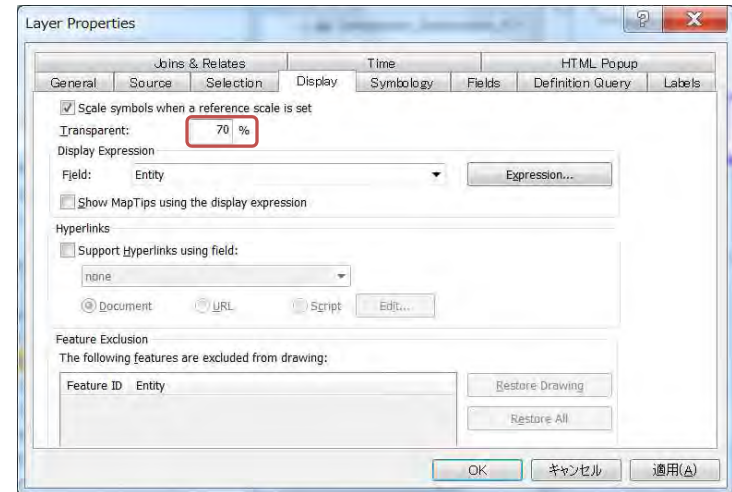 Layer Properties
Joins & Relates Time HTML Popup
General Source Selection Display Symbology Fields Definition Query Labels
Scale symbols when a reference scale is set
Transparent: 70 %
Display Expression
Field: Entity Expression...
Show MapTips using the display expression
Hyperlinks
Support Hyperlinks using field:
none
Document URL Script Edit...
Feature Exclusion
The following features are excluded from drawing:
Feature ID Entity
Restore Drawing
Restore All
OK キャンセル 適用(A)